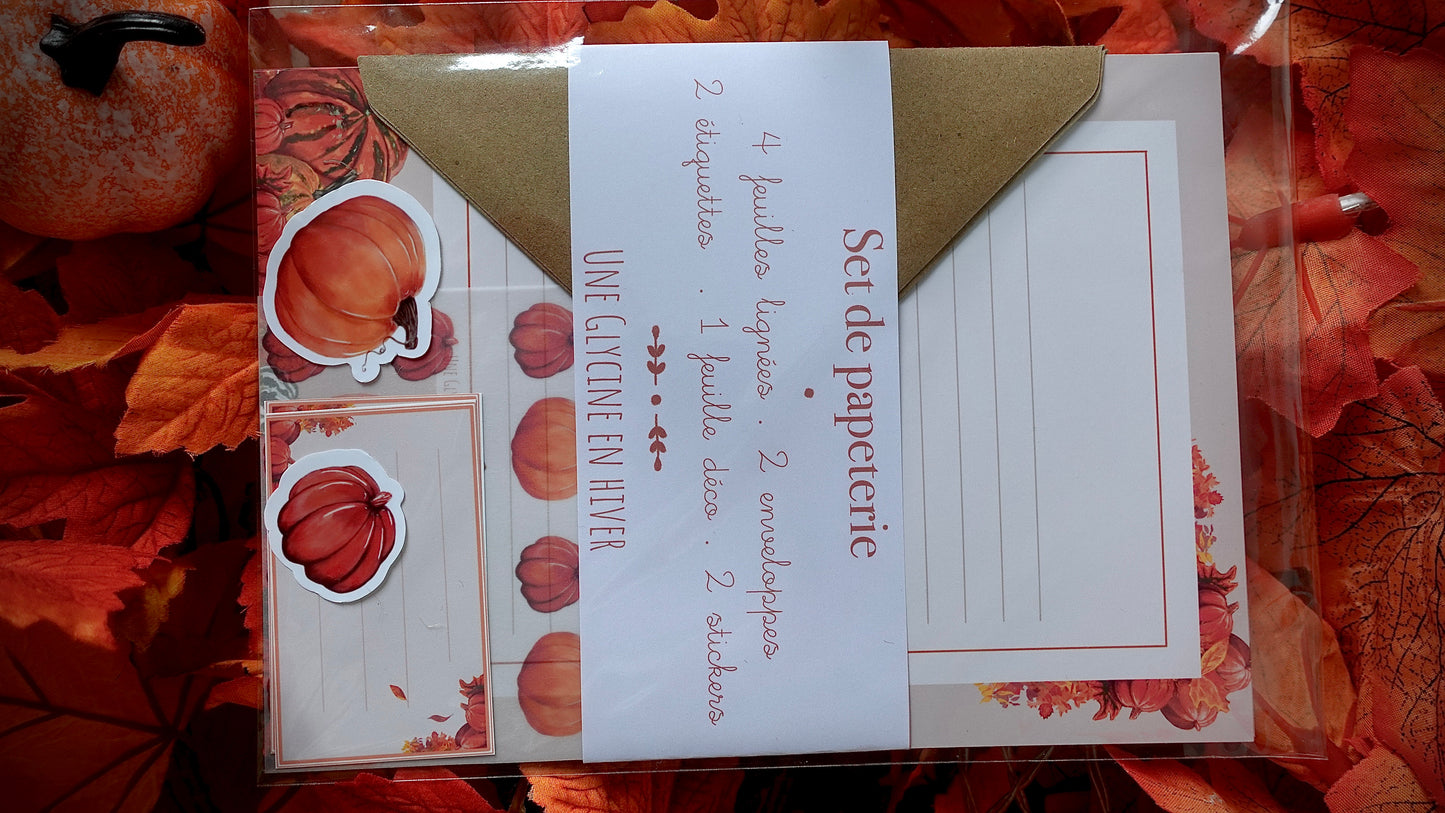 Set de papeterie
4 feuilles lignées . 2 enveloppes
2 étiquettes . 1 feuille déco . 2 stickers
UNE GLYCINE EN HIVER